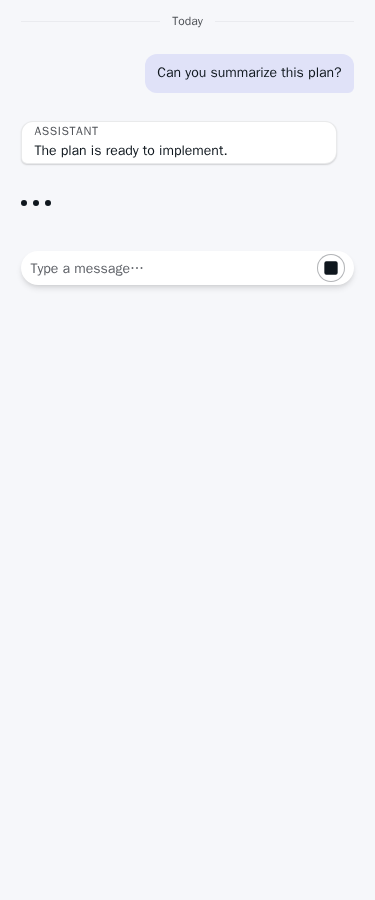 Today
Can you summarize this plan?
ASSISTANT
The plan is ready to implement.
Type a message⋯